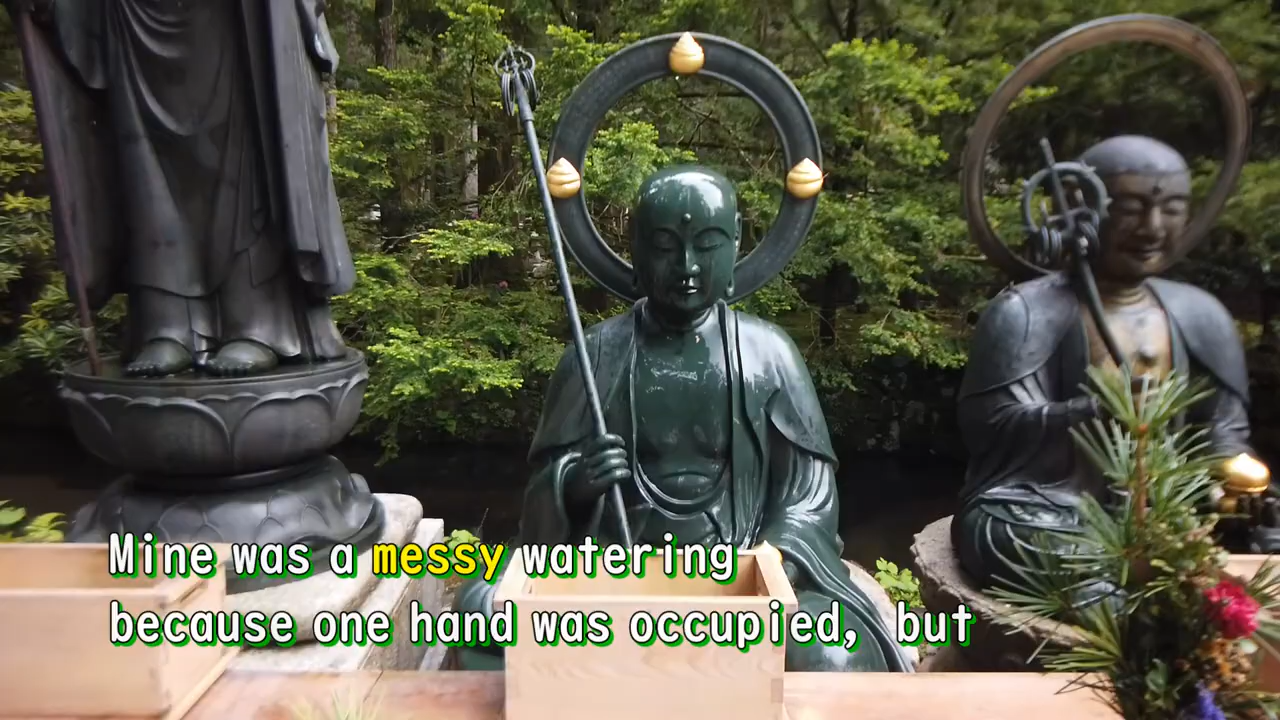 Mine was a messy watering
because one hand was occupied, but